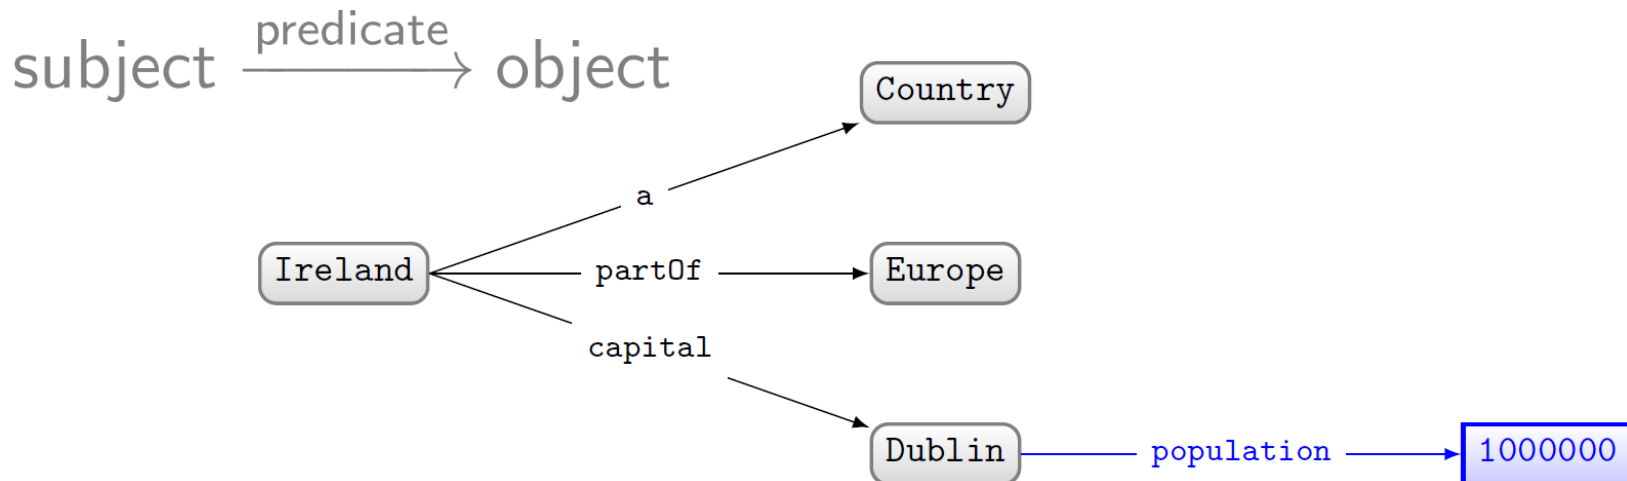 predicate
subject object
Country
a
Ireland partOf Europe
capital
Dublin population 1000000